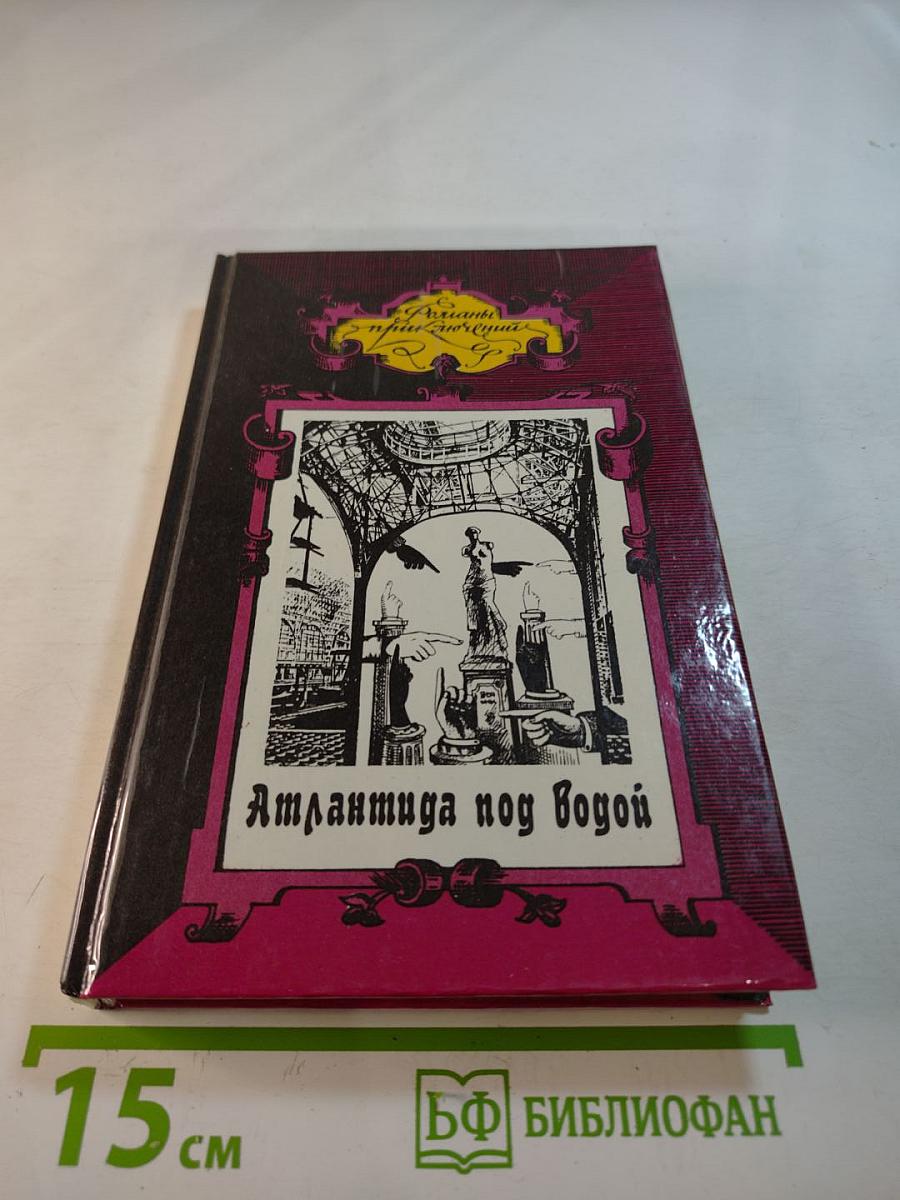 Романы
приключений
Атлантида под водой
15 см
БФ БИБЛИОФАН